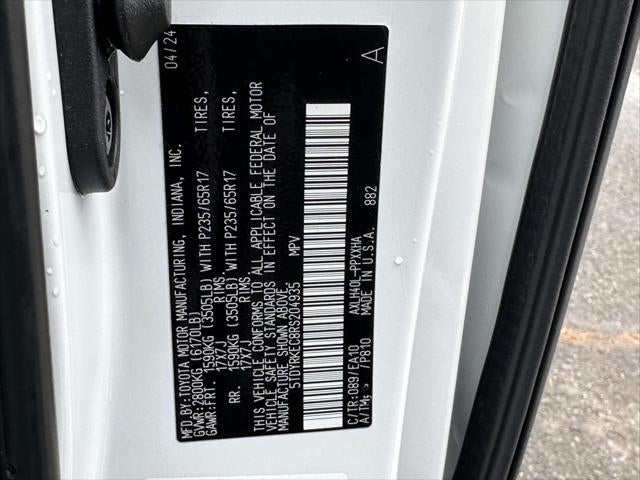 MFD.BY:TOYOTA MOTOR MANUFACTURING, INDIANA, INC. 04/24
GVWR:2800KG (6170LB)
GAWR:FRT. 1590KG (3505LB) WITH P235/65R17 TIRES,
17X7J RIMS.
RR 1590KG (3505LB) WITH P235/65R17 TIRES,
17X7J RIMS.
THIS VEHICLE CONFORMS TO ALL APPLICABLE FEDERAL MOTOR
VEHICLE SAFETY STANDARDS IN EFFECT ON THE DATE OF
MANUFACTURE SHOWN ABOVE.
5TDYRKEC8RS204935 MPV
C/TR:089/EA10 AXLH40L-PPXXHA A
A/TM: /P810 MADE IN U.S.A. 882